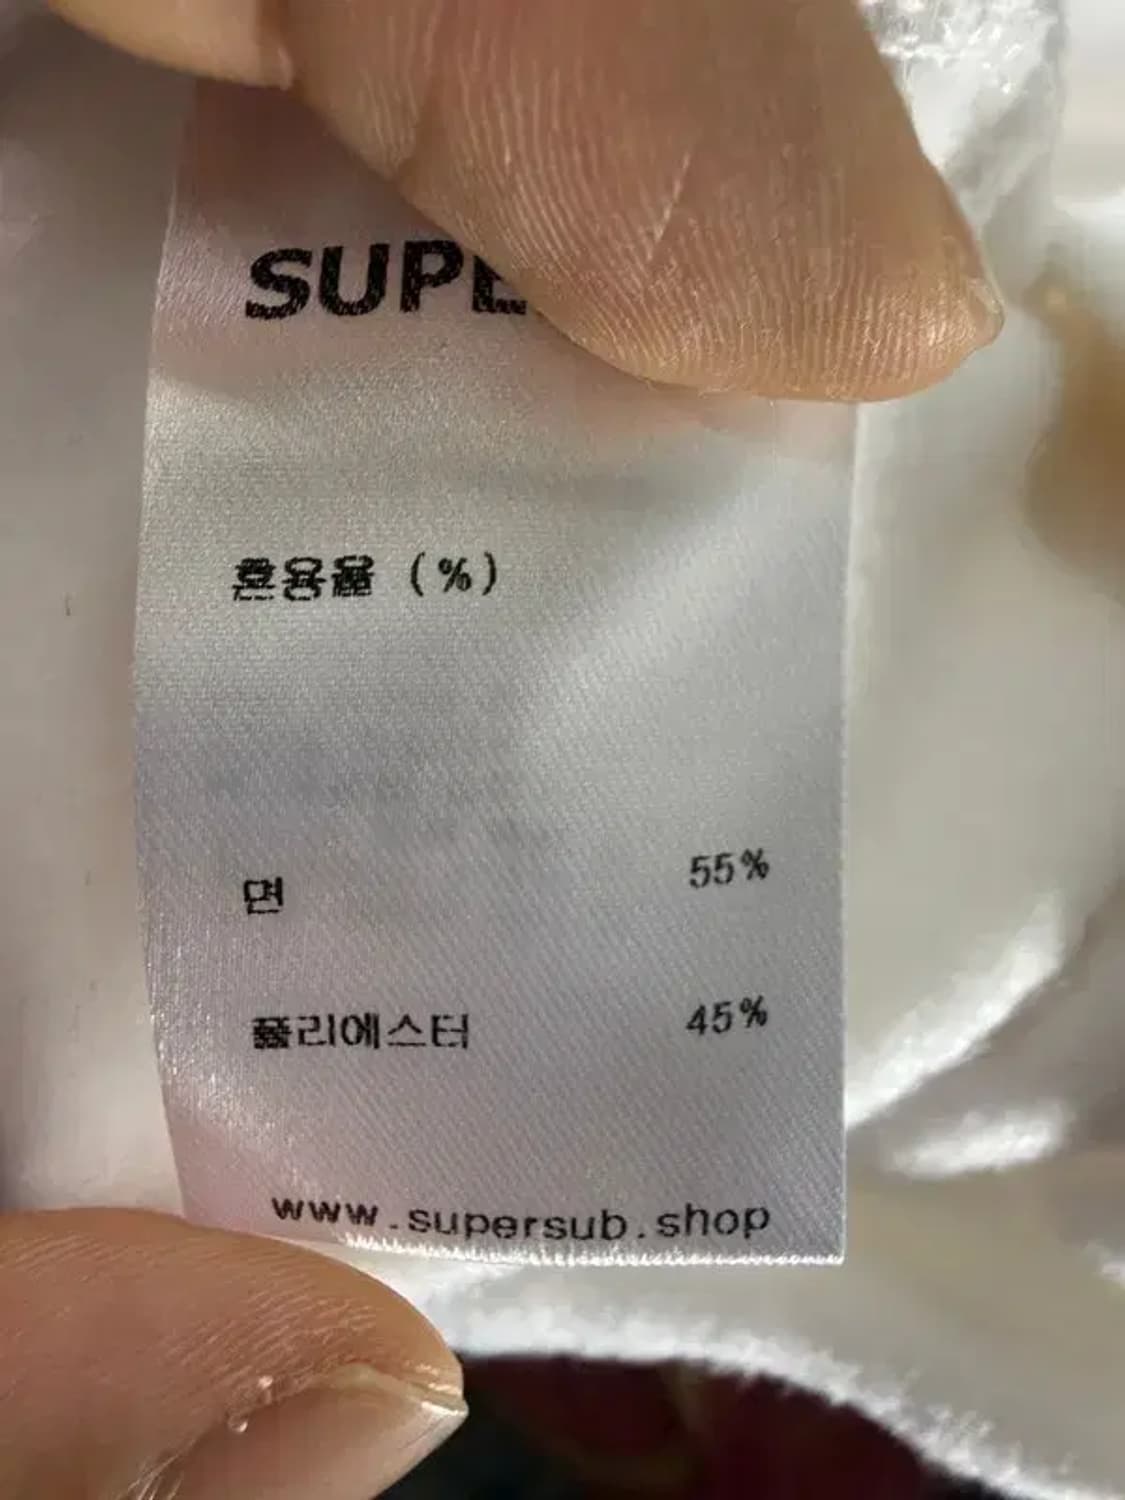 SUPE
혼용율 (%)
면 55%
폴리에스터 45%
www.supersub.shop